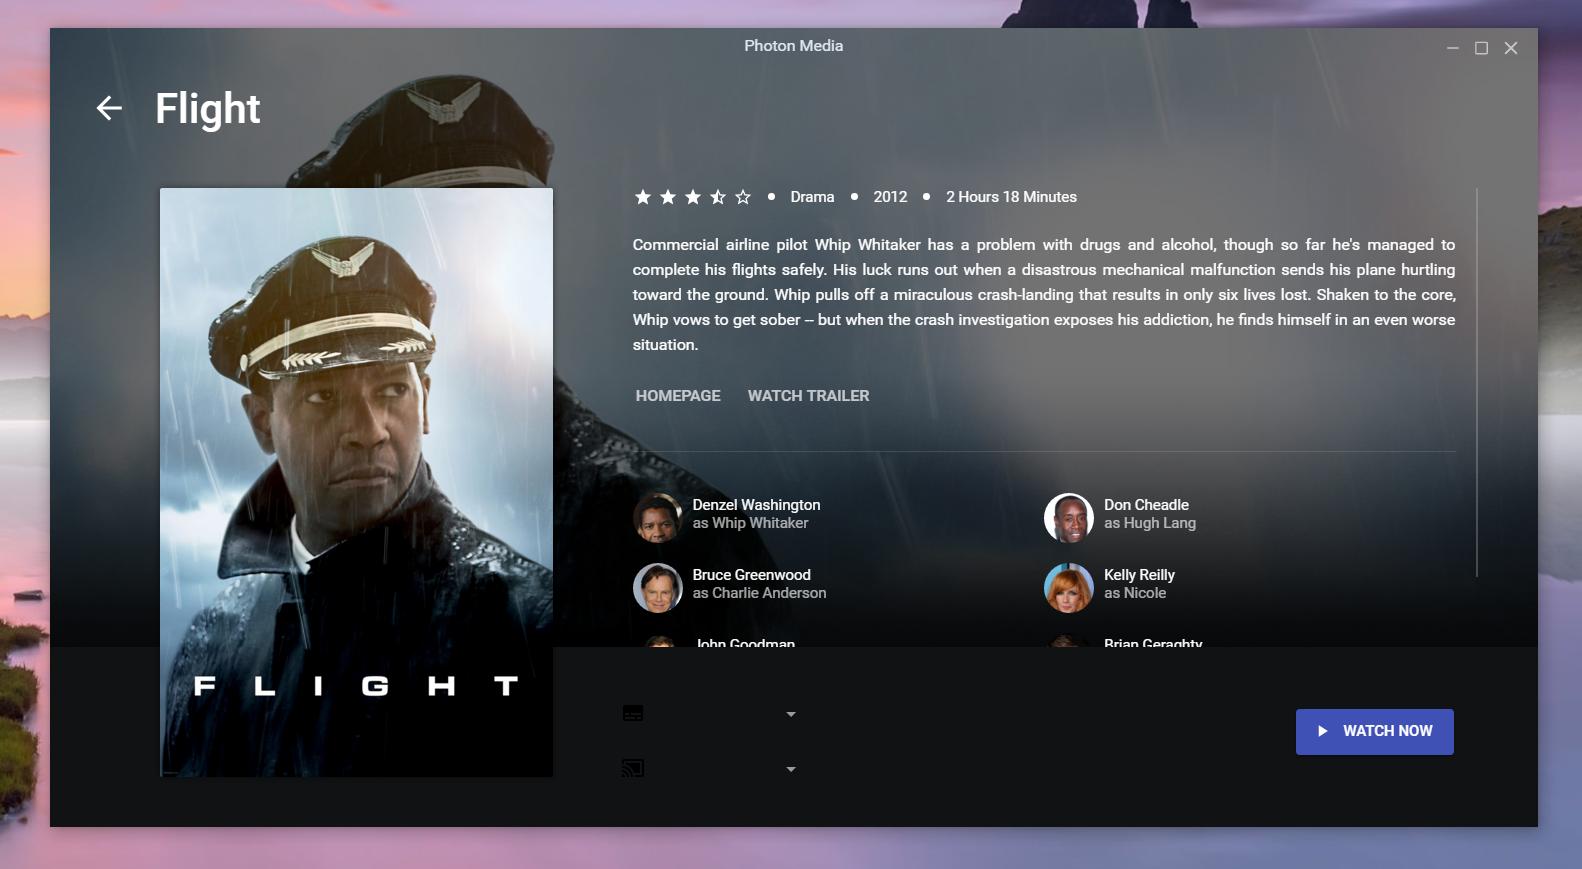 Photon Media
Flight
Drama
2012
2 Hours 18 Minutes
Commercial airline pilot Whip Whitaker has a problem with drugs and alcohol, though so far he's managed to
complete his flights safely. His luck runs out when a disastrous mechanical malfunction sends his plane hurtling
toward the ground. Whip pulls off a miraculous crash-landing that results in only six lives lost. Shaken to the core,
Whip vows to get sober -- but when the crash investigation exposes his addiction, he finds himself in an even worse
situation.
HOMEPAGE
WATCH TRAILER
Denzel Washington
as Whip Whitaker
Don Cheadle
as Hugh Lang
Bruce Greenwood
as Charlie Anderson
Kelly Reilly
as Nicole
John Goodman
Brian Geraghty
FLIGHT
WATCH NOW